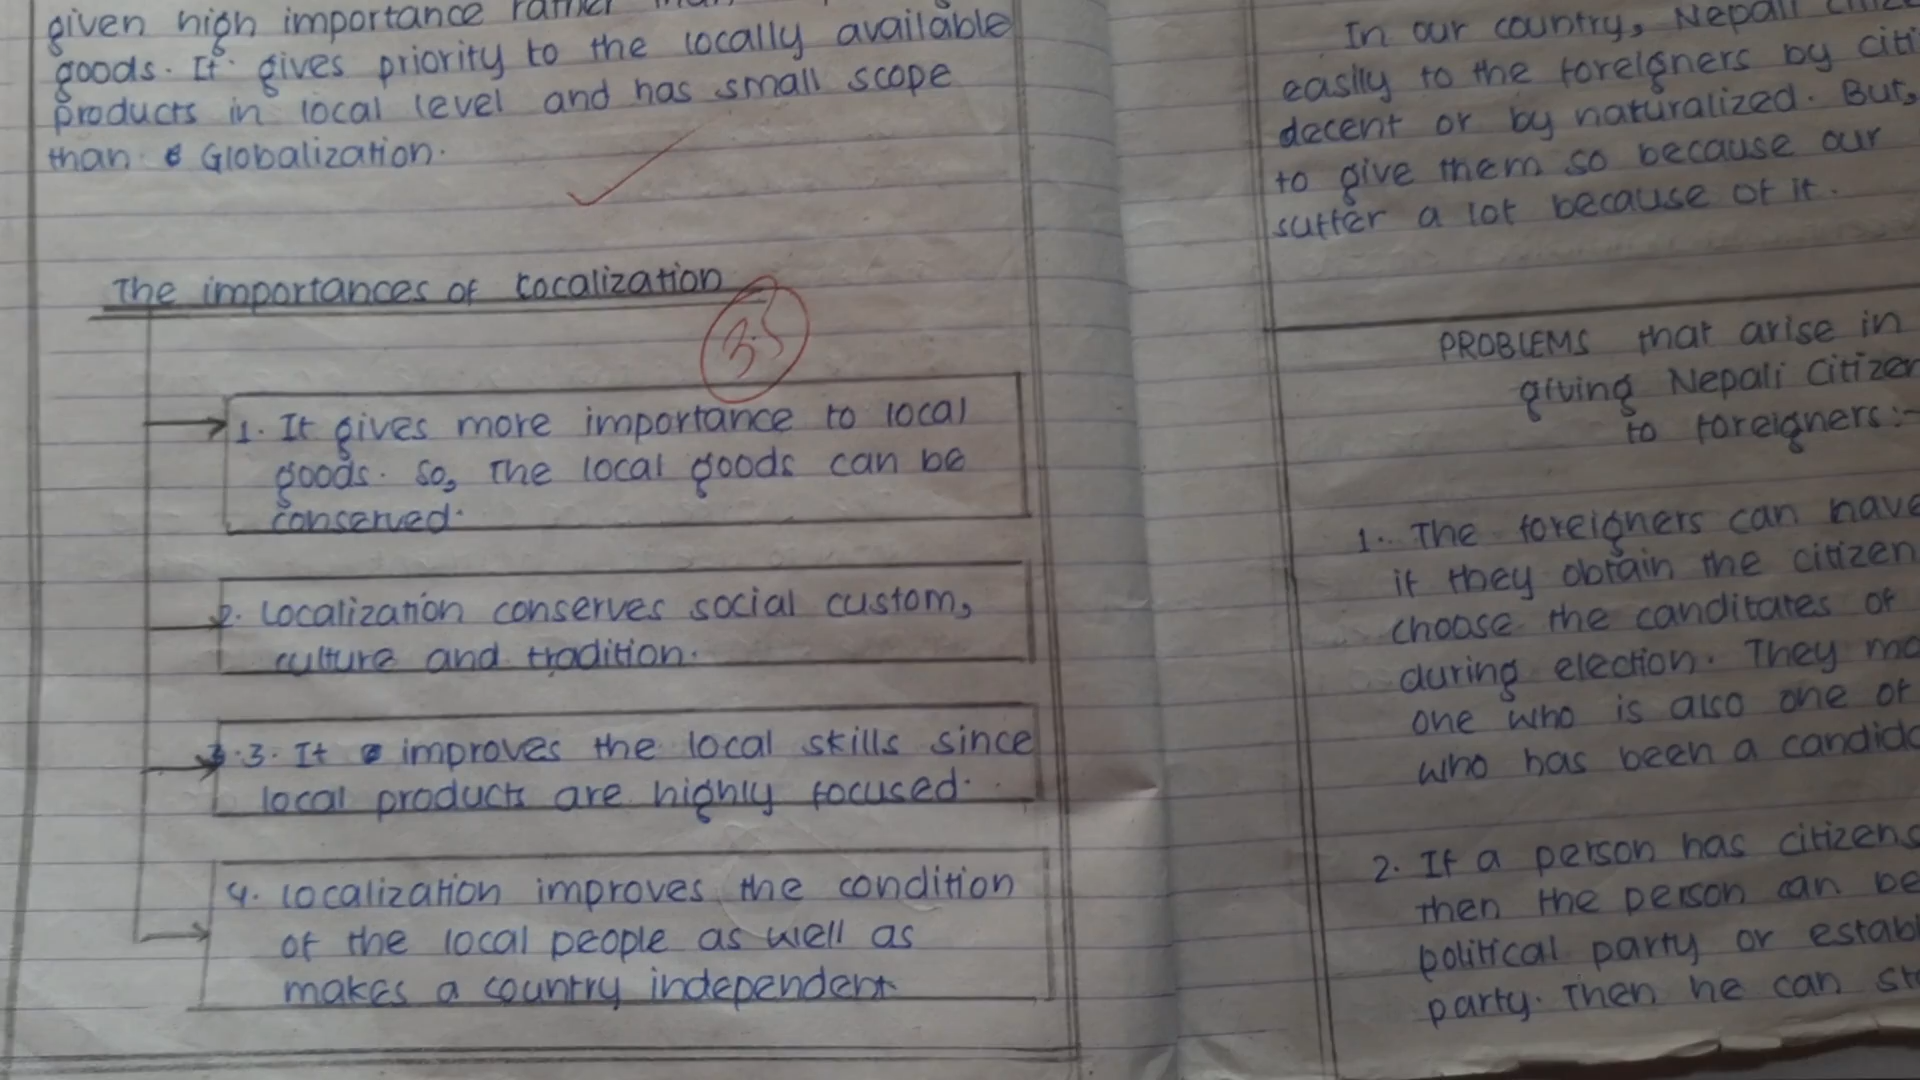 given high importance rather
goods. It gives priority to the locally available
products in local level and has small scope
than Globalization.
The importances of Localization
3.5
1. It gives more importance to local
goods. So, the local goods can be
conserved.
2. Localization conserves social custom,
culture and tradition.
3. It improves the local skills since
local products are highly focused.
4. Localization improves the condition
of the local people as well as
makes a country independent
In our country, Nepali
easily to the foreigners by citi
decent or by naturalized. But,
to give them so because our
suffer a lot because of it.
PROBLEMS that arise in
giving Nepali Citizen
to foreigners:-
1. The foreigners can have
if they obtain the citizen
choose the canditates of
during election. They ma
one who is also one of
who has been a candida
2. If a person has citizens
then the person can be
political party or establ
party. Then he can st